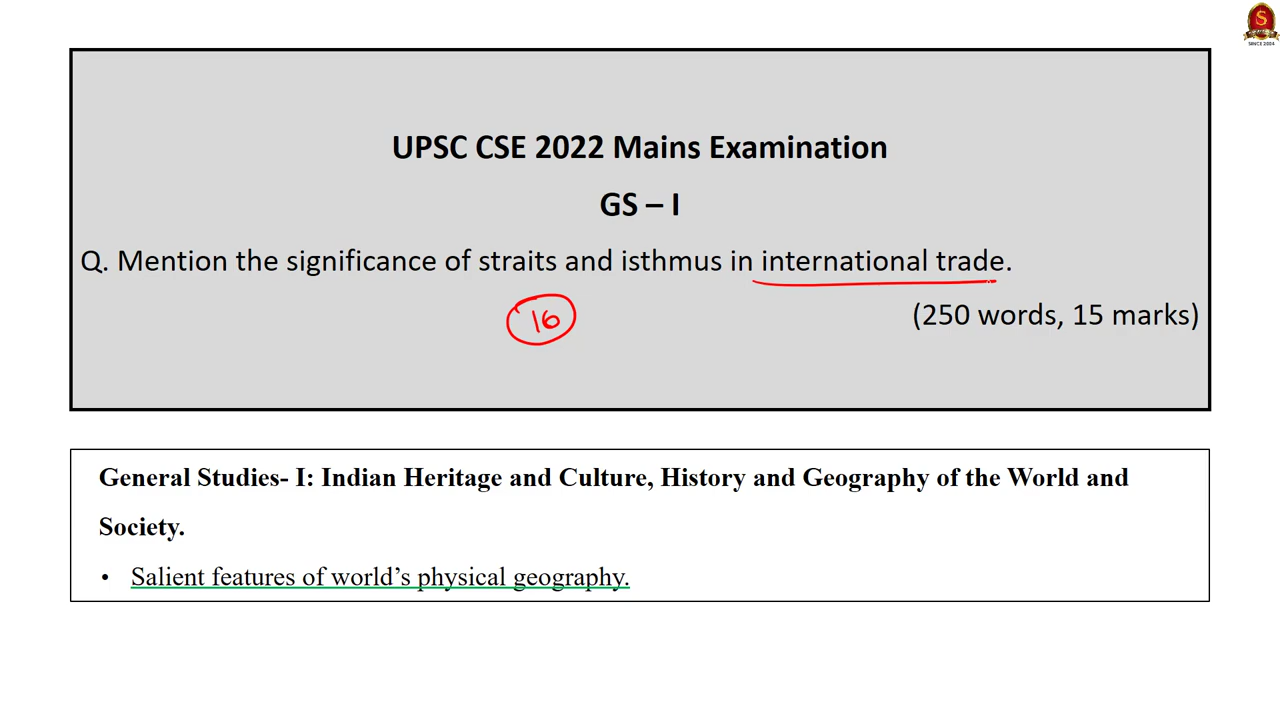 S
SINCE 2004
UPSC CSE 2022 Mains Examination
GS – I
Q. Mention the significance of straits and isthmus in international trade.
16
(250 words, 15 marks)
General Studies- I: Indian Heritage and Culture, History and Geography of the World and
Society.
• Salient features of world’s physical geography.